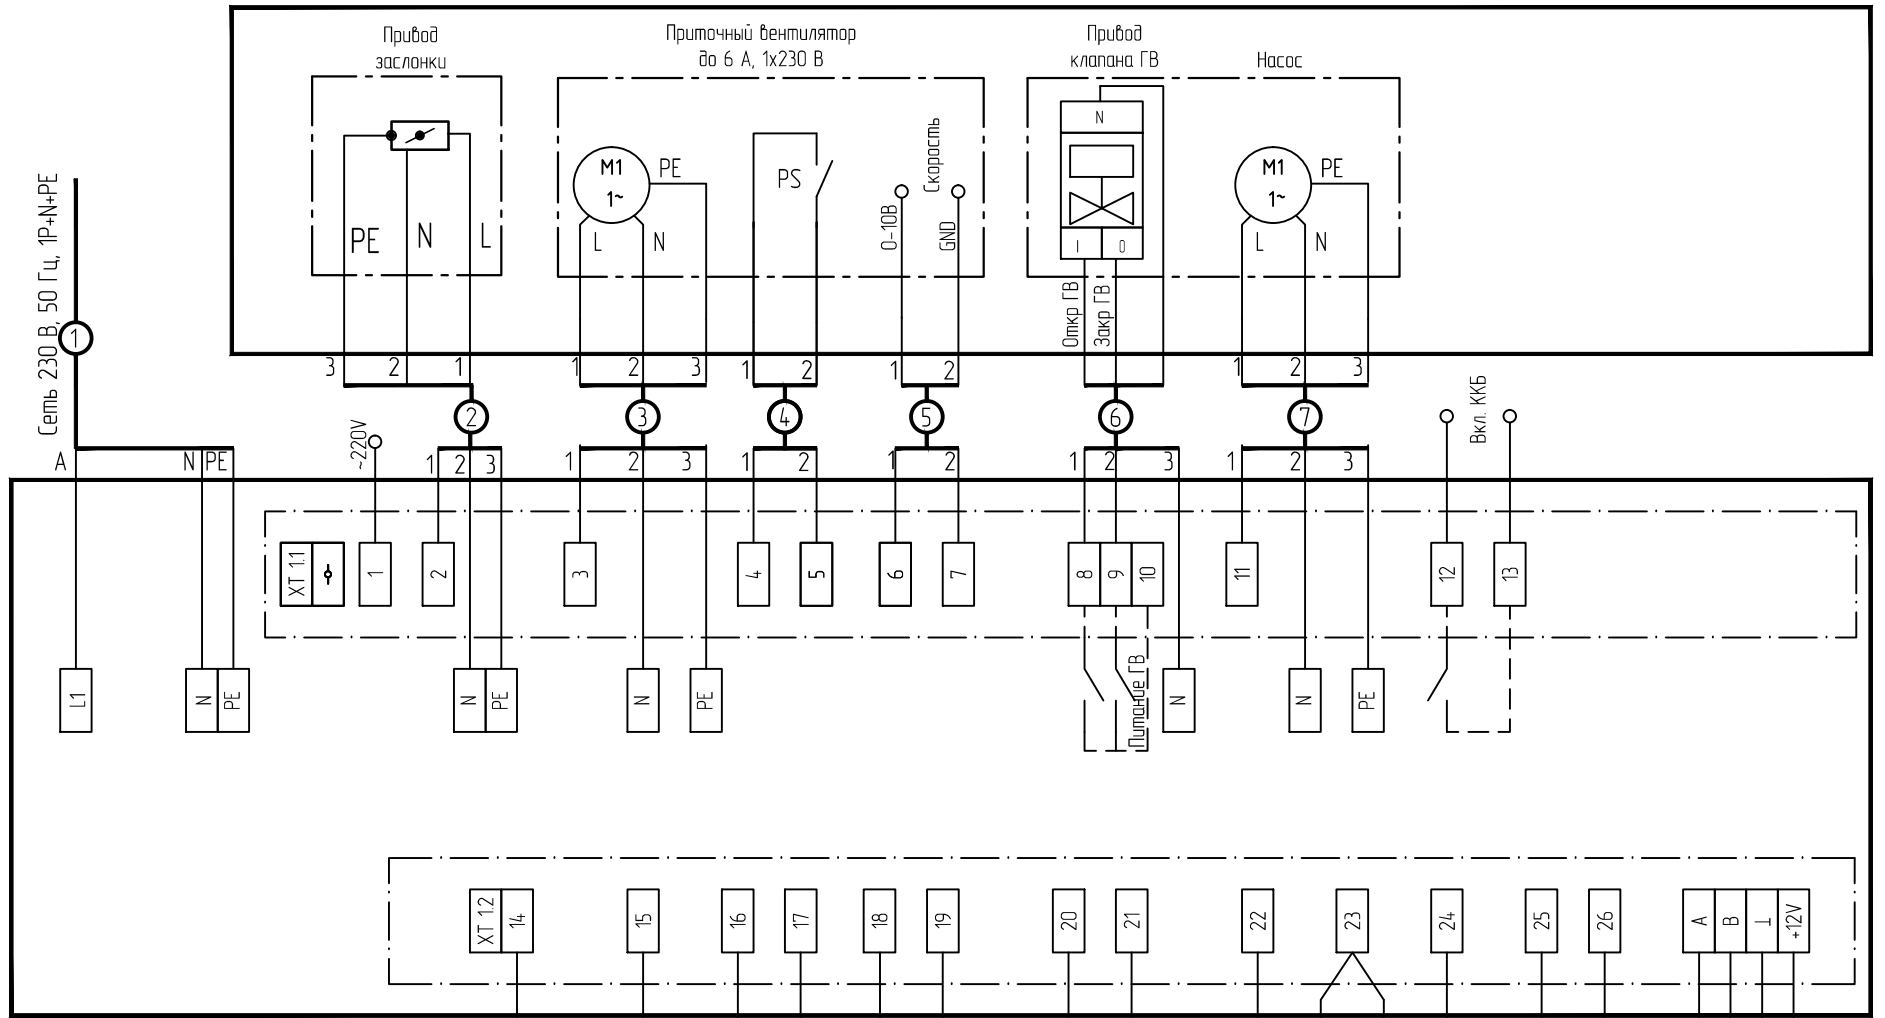 Привод
заслонки
Приточный вентилятор
до 6 А, 1х230 В
Привод
клапана ГВ
Насос
Сеть 230 В, 50 Гц, 1P+N+PE
1
PE
N
L
M1
1~
PE
L
N
PS
0-10В
GND
Скорость
N
I
0
Откр ГВ
Закр ГВ
M1
1~
PE
L
N
3 2 1
1 2 3
1 2
1 2
1 2 3
2
3
4
5
6
7
~220V
Вкл. ККБ
A N PE
1 2 3
1 2 3
1 2
1 2
1 2 3
1 2 3
XT 1.1
1
2
3
4
5
6
7
8
9
10
11
12
13
L1
N
PE
N
PE
N
PE
Питание ГВ
N
N
PE
XT 1.2
14
15
16
17
18
19
20
21
22
23
24
25
26
A
B
⊥
+12V